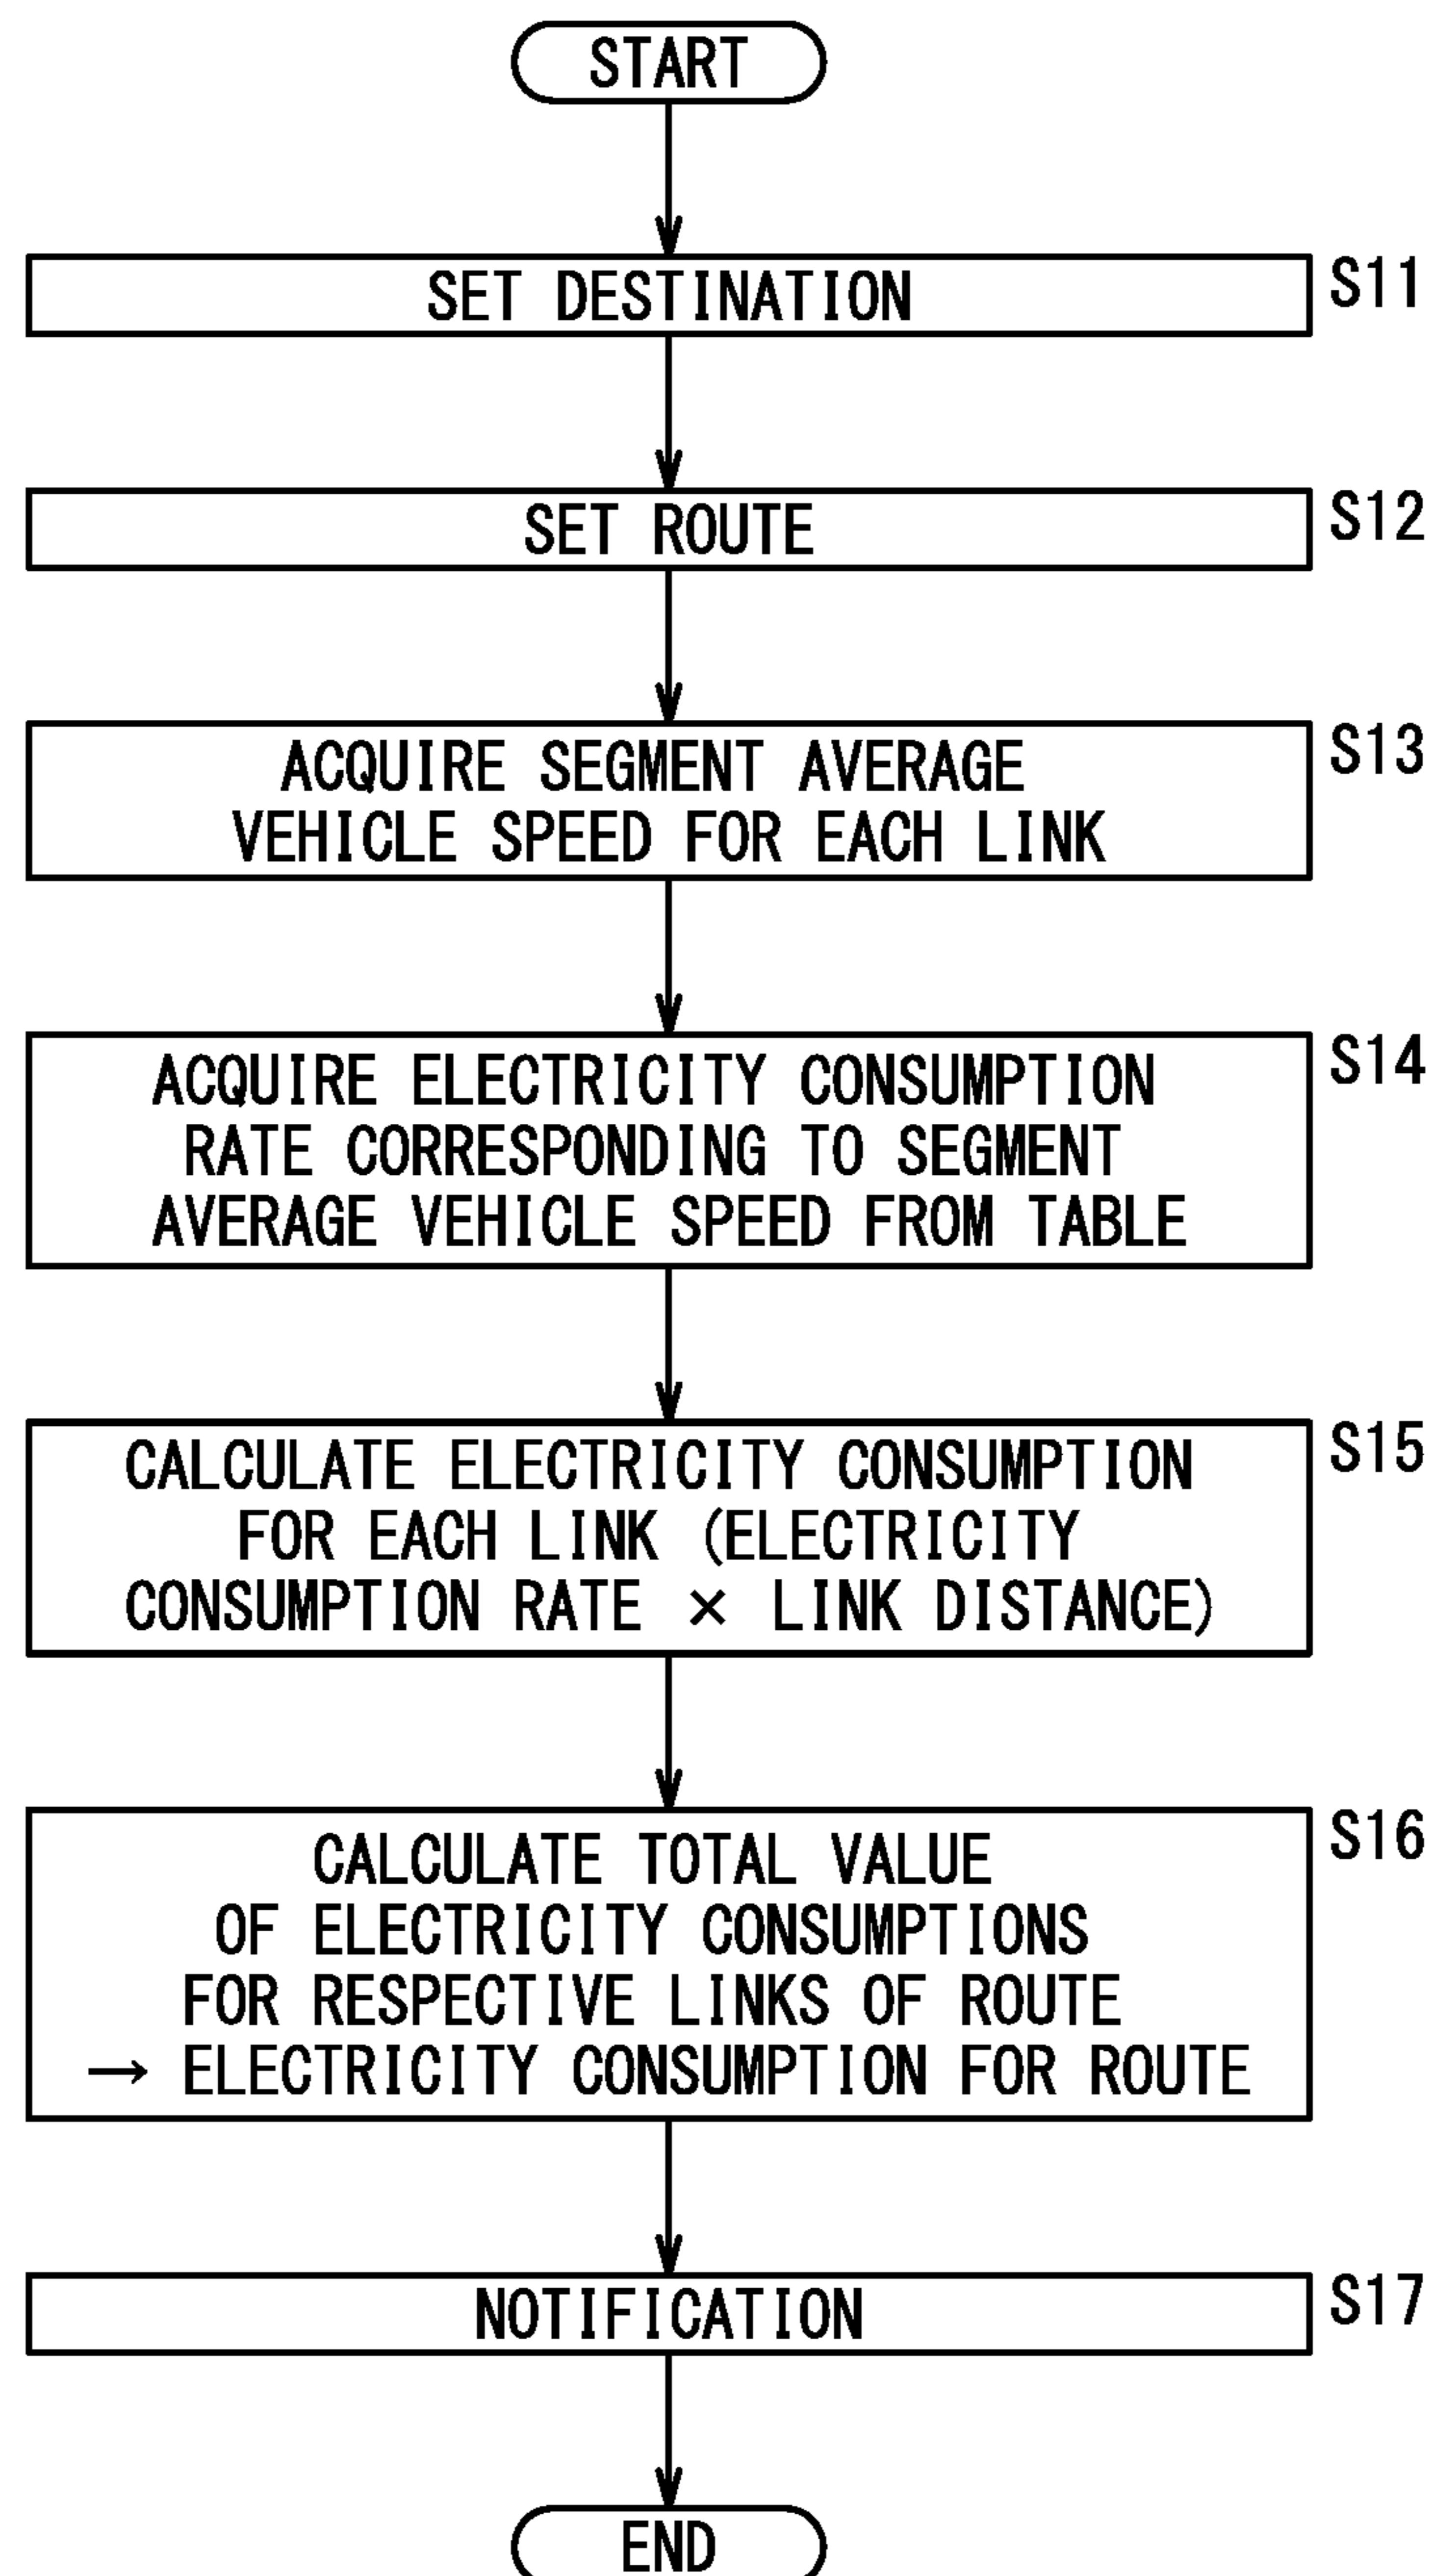 START
SET DESTINATION
S11
SET ROUTE
S12
ACQUIRE SEGMENT AVERAGE
VEHICLE SPEED FOR EACH LINK
S13
ACQUIRE ELECTRICITY CONSUMPTION
RATE CORRESPONDING TO SEGMENT
AVERAGE VEHICLE SPEED FROM TABLE
S14
CALCULATE ELECTRICITY CONSUMPTION
FOR EACH LINK (ELECTRICITY
CONSUMPTION RATE × LINK DISTANCE)
S15
CALCULATE TOTAL VALUE
OF ELECTRICITY CONSUMPTIONS
FOR RESPECTIVE LINKS OF ROUTE
→ ELECTRICITY CONSUMPTION FOR ROUTE
S16
NOTIFICATION
S17
END